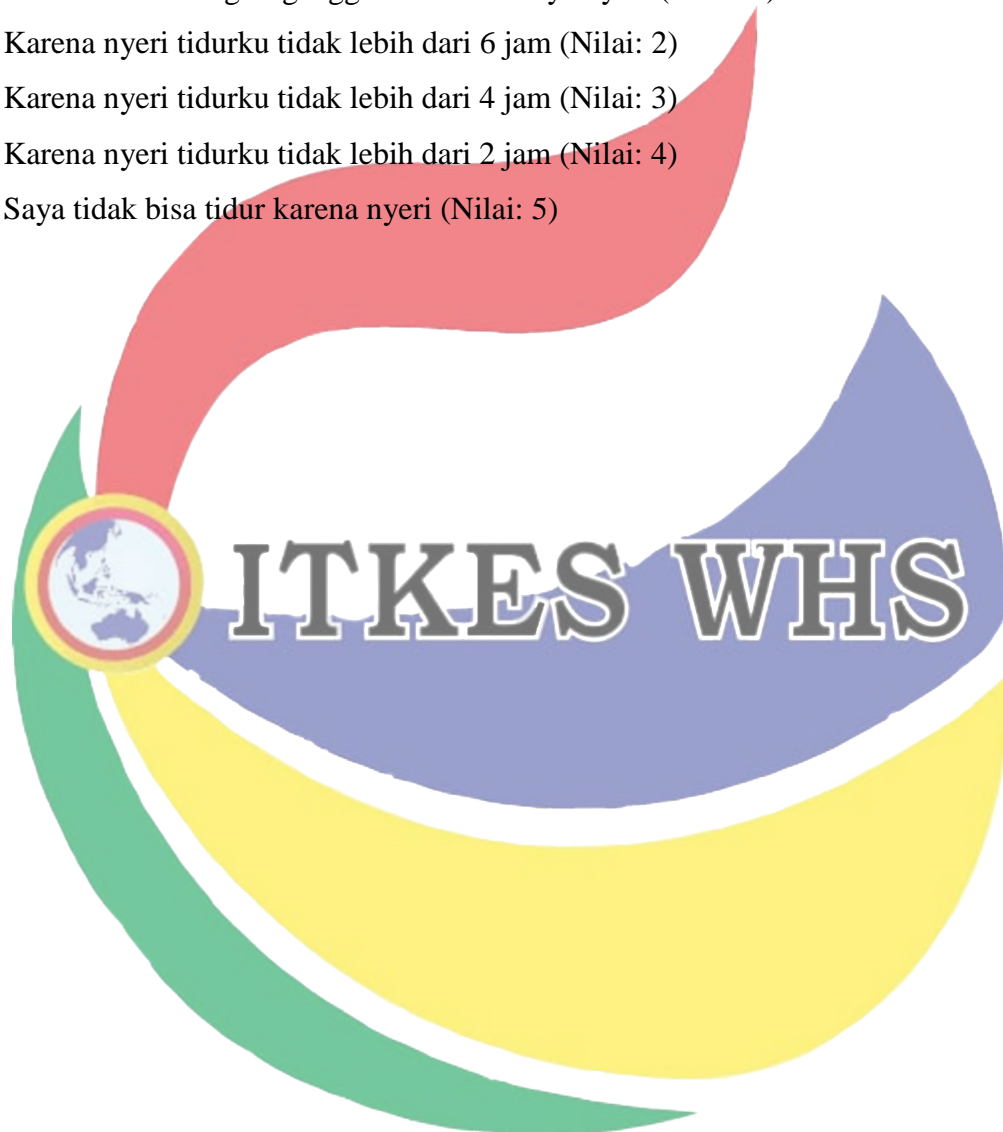 Karena nyeri tidurku tidak lebih dari 6 jam (Nilai: 2)
Karena nyeri tidurku tidak lebih dari 4 jam (Nilai: 3)
Karena nyeri tidurku tidak lebih dari 2 jam (Nilai: 4)
Saya tidak bisa tidur karena nyeri (Nilai: 5)
ITKES WHS